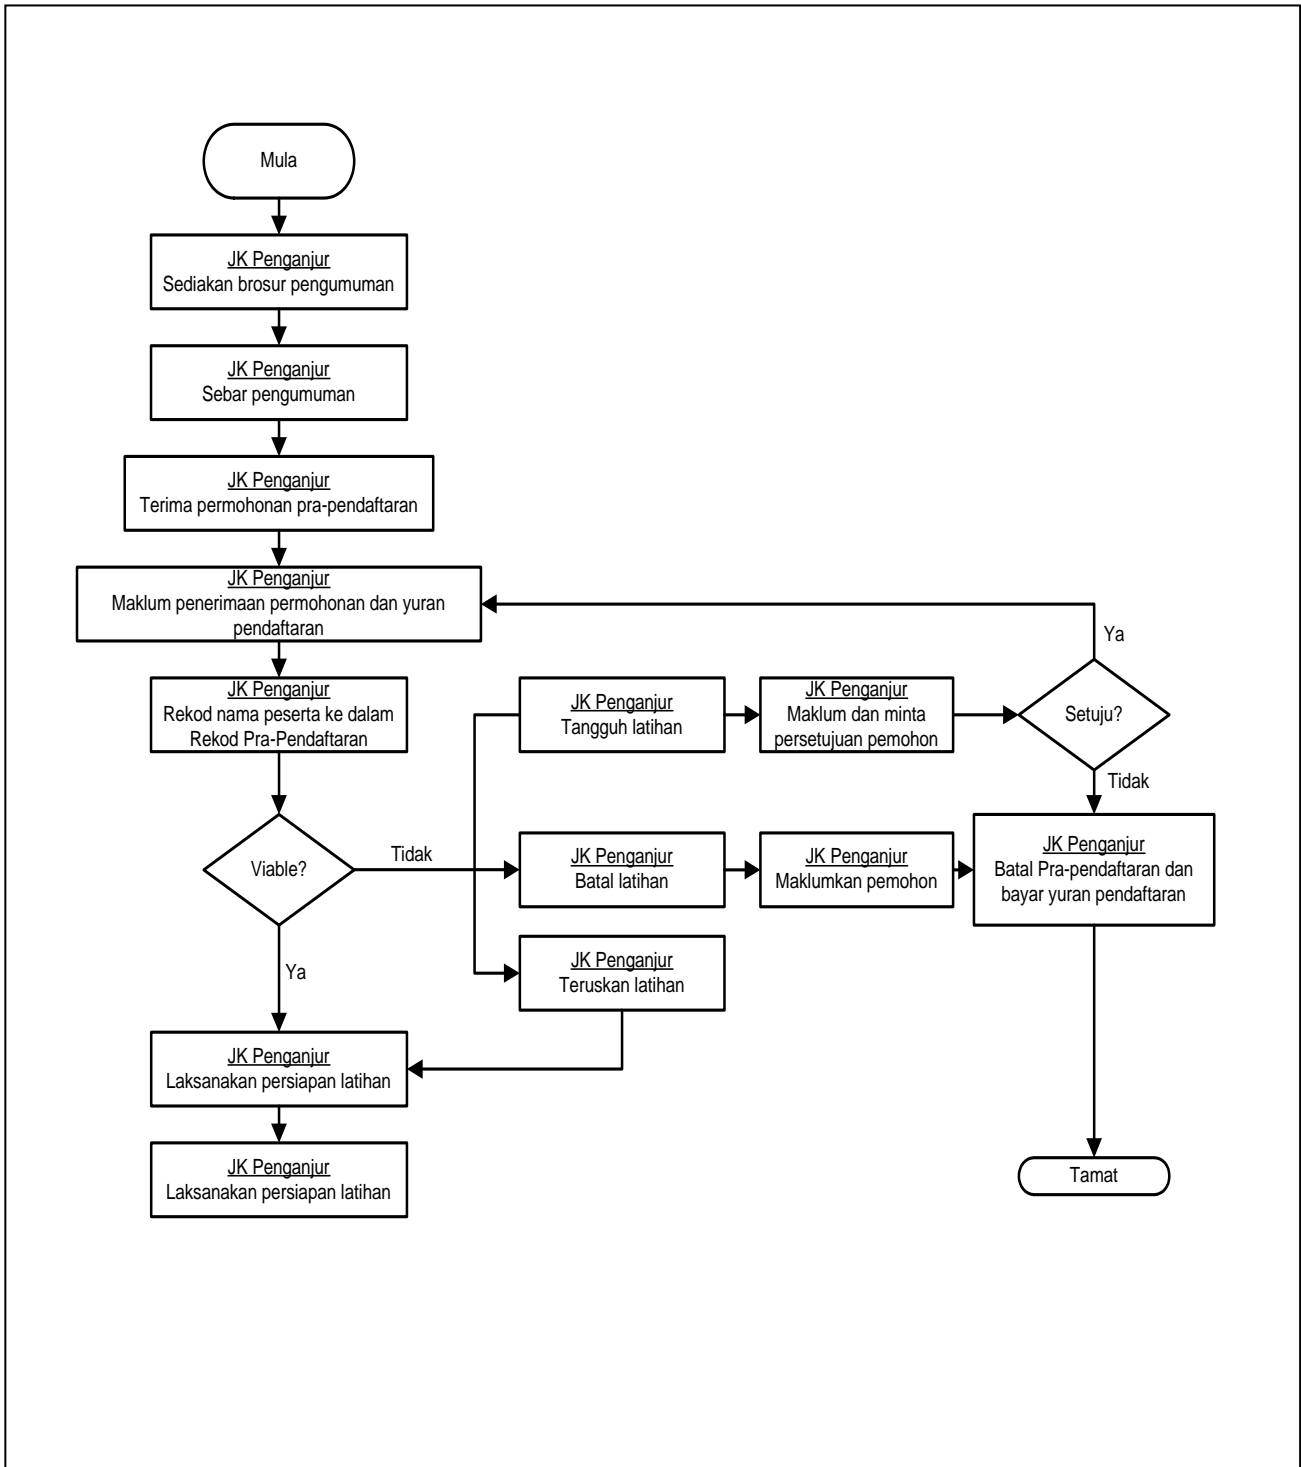 Mula
JK Penganjur
Sediakan brosur pengumuman
JK Penganjur
Sebar pengumuman
JK Penganjur
Terima permohonan pra-pendaftaran
JK Penganjur
Maklum penerimaan permohonan dan yuran
pendaftaran
Ya
JK Penganjur
Rekod nama peserta ke dalam
Rekod Pra-Pendaftaran
JK Penganjur
Tangguh latihan
JK Penganjur
Maklum dan minta
persetujuan pemohon
Setuju?
Tidak
Viable?
Tidak
JK Penganjur
Batal latihan
JK Penganjur
Maklumkan pemohon
JK Penganjur
Batal Pra-pendaftaran dan
bayar yuran pendaftaran
Ya
JK Penganjur
Teruskan latihan
JK Penganjur
Laksanakan persiapan latihan
JK Penganjur
Laksanakan persiapan latihan
Tamat